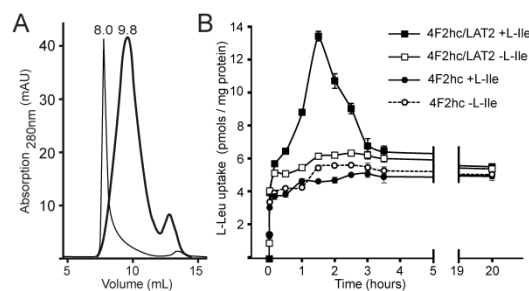 A
8.0 9.8
40
30
20
10
Absorption 280nm (mAU)
5 10 15
Volume (mL)
B
14
12
10
8
6
4
2
0
L-Leu uptake (pmols / mg protein)
0 1 2 3 4 5 19 20
Time (hours)
4F2hc/LAT2 +L-Ile
4F2hc/LAT2 -L-Ile
4F2hc +L-Ile
4F2hc -L-Ile